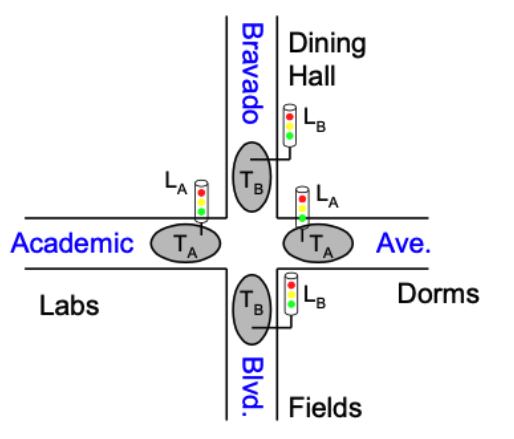 Bravado
Dining
Hall
L_B
T_B
L_A
L_A
Academic
T_A
T_A
Ave.
Labs
T_B
L_B
Dorms
Blvd.
Fields